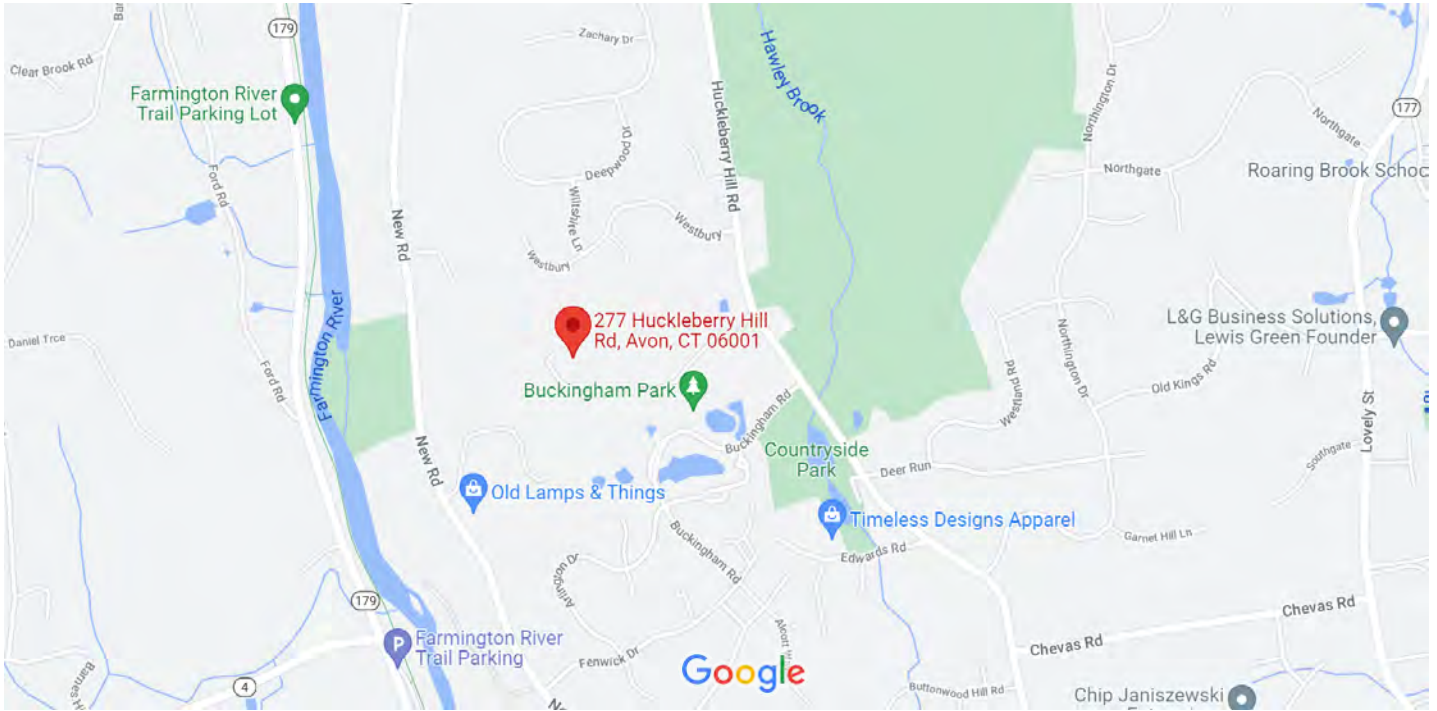 179
Zachary Dr
Clear Brook Rd
Farmington River
Trail Parking Lot
Hawley Brook
Huckleberry Hill Rd
Northington Dr
177
Northgate
Deepwood Dr
Northgate
Roaring Brook Schoo
Ford Rd
Wiltshire Ln
New Rd
Westbury
Westbury
Farmington River
277 Huckleberry Hill
Rd, Avon, CT 06001
L&G Business Solutions,
Lewis Green Founder
Daniel Trce
Ford Rd
Northington Dr
Westland Rd
Old Kings Rd
Buckingham Park
Buckingham Rd
Lovely St
New Rd
Countryside
Park
Southgate
Deer Run
Old Lamps & Things
Timeless Designs Apparel
Buckingham Rd
Garnet Hill Ln
Edwards Rd
Arlington Dr
179
Chevas Rd
Farmington River
Trail Parking
P
Alcott
Chevas Rd
Fenwick Dr
Google
Barnes
4
Buttonwood Hill Rd
Chip Janiszewski